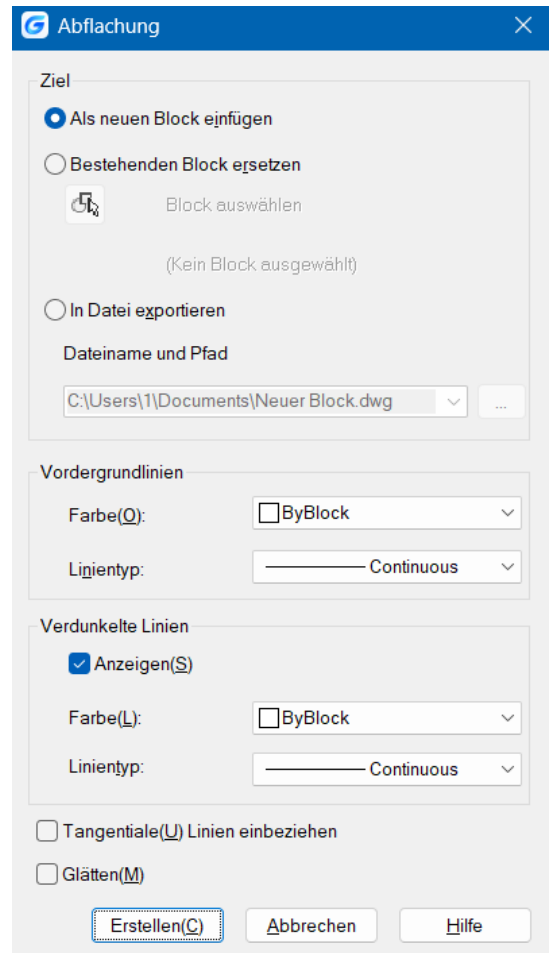 Abflachung
Ziel
Als neuen Block einfügen
Bestehenden Block ersetzen
Block auswählen
(Kein Block ausgewählt)
In Datei exportieren
Dateiname und Pfad
C:\Users\1\Documents\Neuer Block.dwg
...
Vordergrundlinien
Farbe(O): ByBlock
Linientyp: Continuous
Verdunkelte Linien
Anzeigen(S)
Farbe(L): ByBlock
Linientyp: Continuous
Tangentiale(U) Linien einbeziehen
Glätten(M)
Erstellen(C) Abbrechen Hilfe